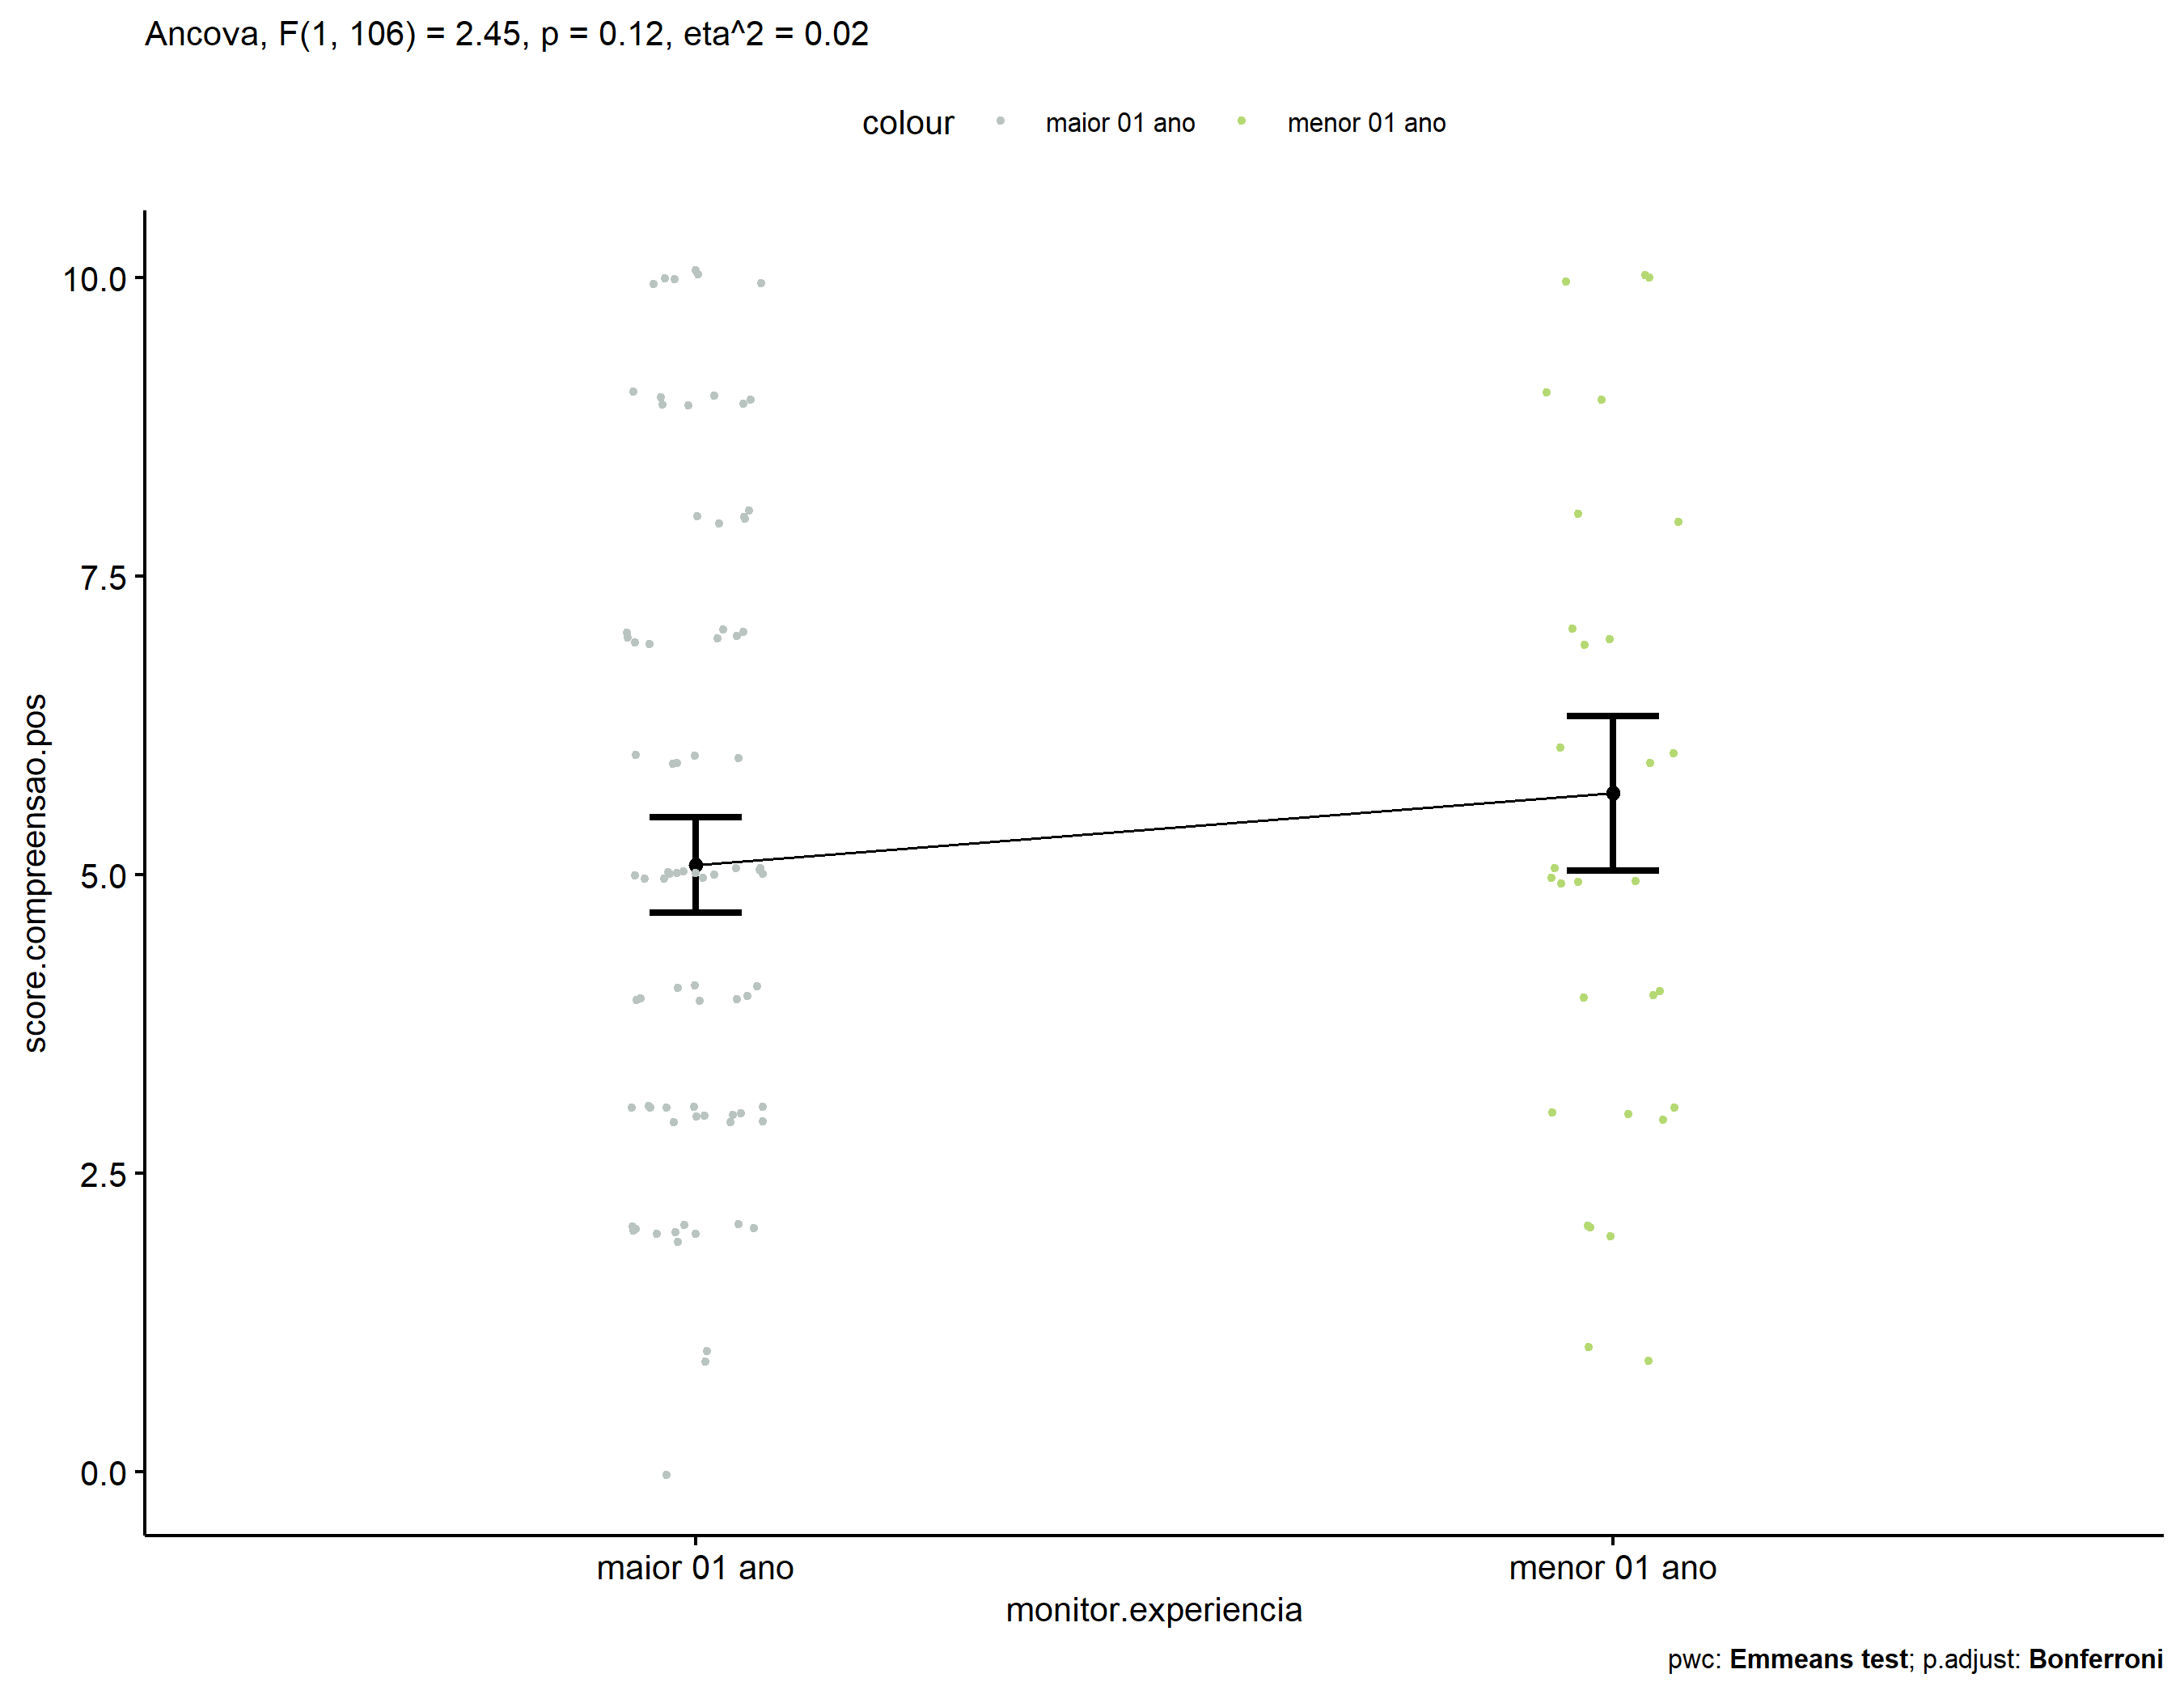 Ancova, F(1, 106) = 2.45, p = 0.12, eta^2 = 0.02
colour maior 01 ano menor 01 ano
10.0
7.5
5.0
2.5
0.0
score.compreensao.pos
maior 01 ano menor 01 ano
monitor.experiencia
pwc: Emmeans test; p.adjust: Bonferroni